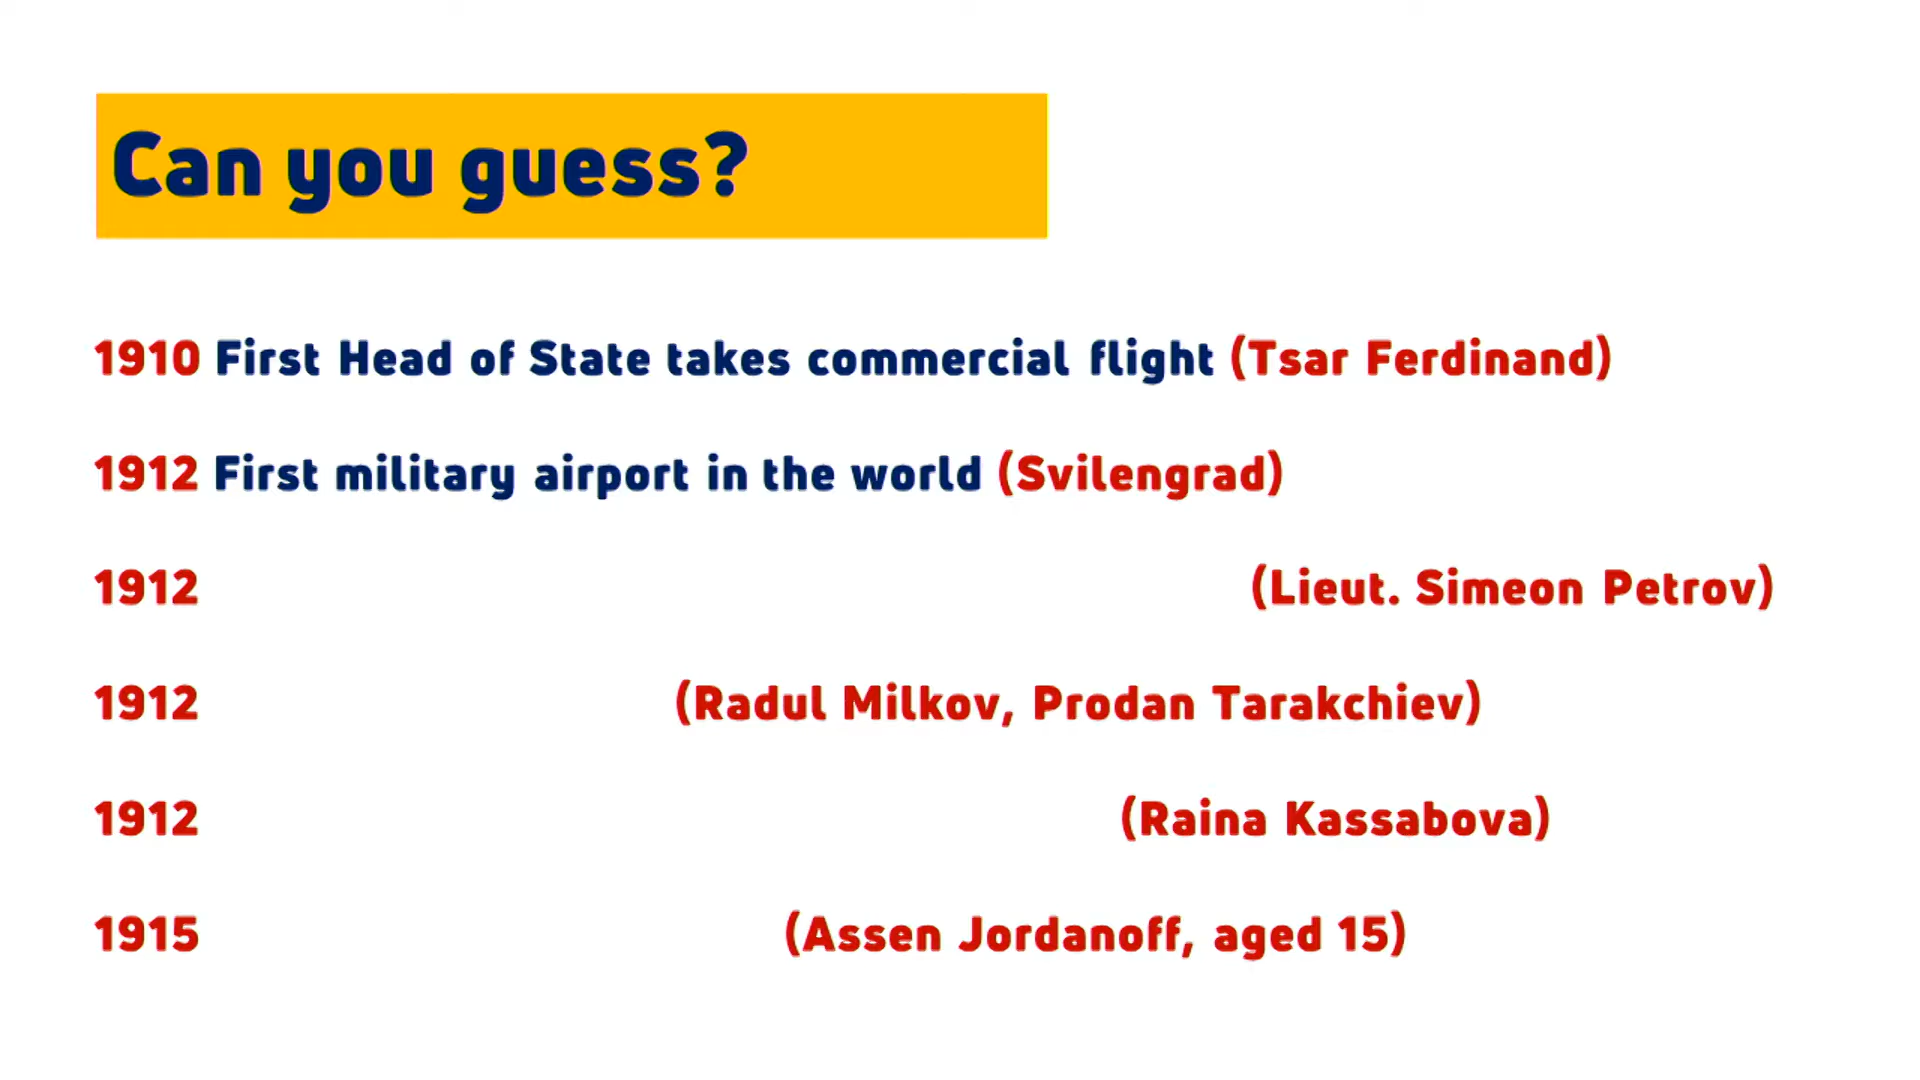 Can you guess?
1910 First Head of State takes commercial flight (Tsar Ferdinand)
1912 First military airport in the world (Svilengrad)
1912 (Lieut. Simeon Petrov)
1912 (Radul Milkov, Prodan Tarakchiev)
1912 (Raina Kassabova)
1915 (Assen Jordanoff, aged 15)